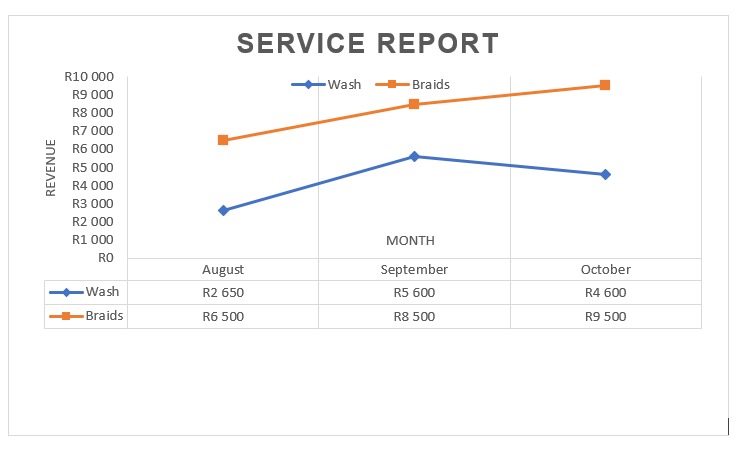 SERVICE REPORT
Wash Braids
R10 000
R9 000
R8 000
R7 000
R6 000
R5 000
R4 000
R3 000
R2 000
R1 000
R0
REVENUE
MONTH
August September October
Wash R2 650 R5 600 R4 600
Braids R6 500 R8 500 R9 500